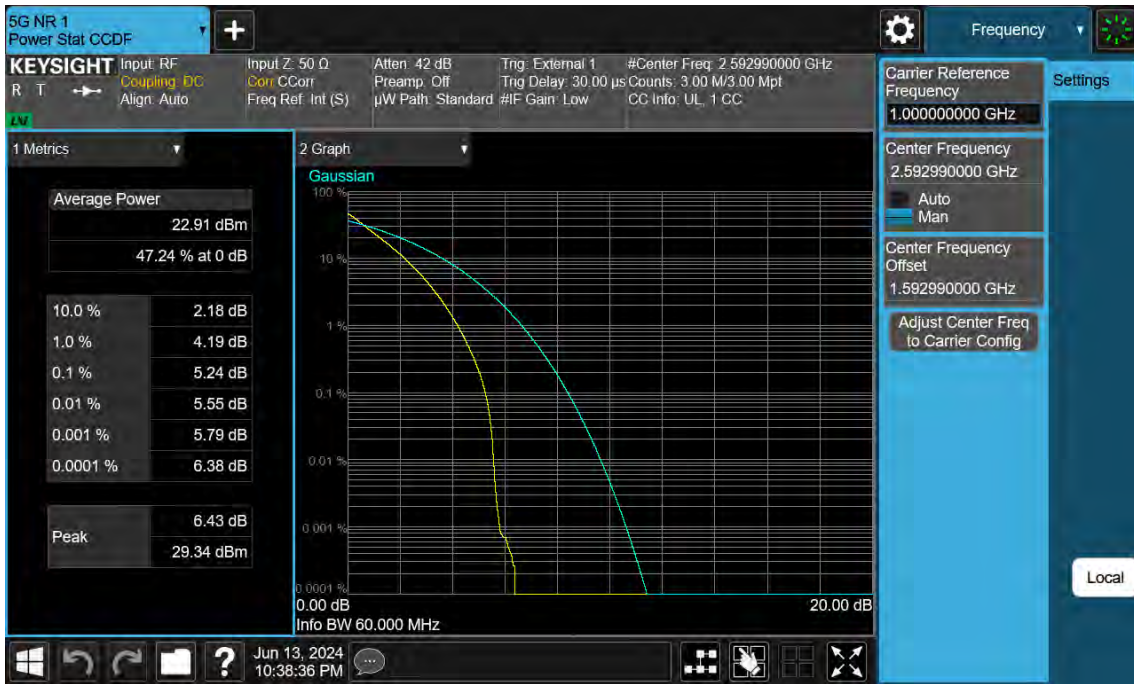 5G NR 1
Power Stat CCDF
Frequency
KEYSIGHT
R T
LNI
Input: RF
Coupling: DC
Align: Auto
Input Z: 50 Ω
Corr CCorr
Freq Ref: Int (S)
Atten: 42 dB
Preamp: Off
µW Path: Standard
Trig: External 1
Trig Delay: 30.00 µs
#IF Gain: Low
#Center Freq: 2.592990000 GHz
Counts: 3.00 M/3.00 Mpt
CC Info: UL, 1 CC
1 Metrics
Average Power
22.91 dBm
47.24 % at 0 dB
10.0 % 2.18 dB
1.0 % 4.19 dB
0.1 % 5.24 dB
0.01 % 5.55 dB
0.001 % 5.79 dB
0.0001 % 6.38 dB
Peak
6.43 dB
29.34 dBm
2 Graph
Gaussian
100 %
10 %
1 %
0.1 %
0.01 %
0.001 %
0.0001 %
0.00 dB 20.00 dB
Info BW 60.000 MHz
Carrier Reference
Frequency
1.000000000 GHz
Center Frequency
2.592990000 GHz
Auto
Man
Center Frequency
Offset
1.592990000 GHz
Adjust Center Freq
to Carrier Config
Settings
Local
?
Jun 13, 2024
10:38:36 PM